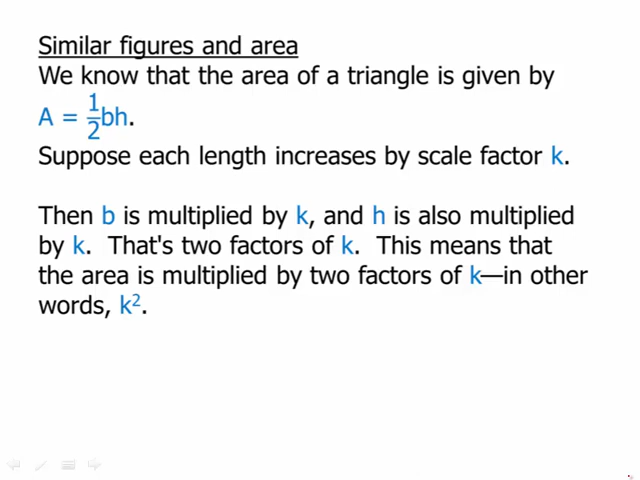 Similar figures and area
We know that the area of a triangle is given by
A = 1/2 bh.
Suppose each length increases by scale factor k.
Then b is multiplied by k, and h is also multiplied
by k. That's two factors of k. This means that
the area is multiplied by two factors of k—in other
words, k².